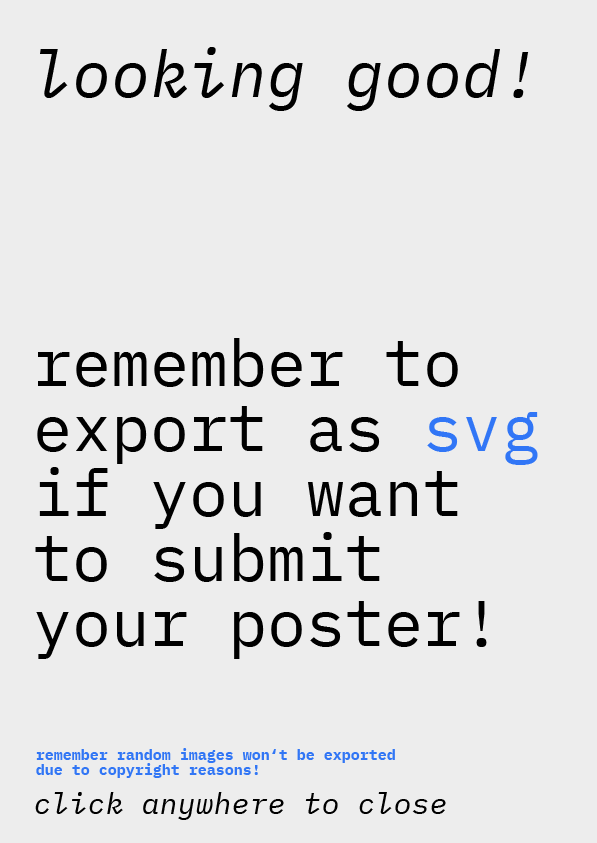 looking good!
remember to
export as svg
if you want
to submit
your poster!
remember random images won‘t be exported
due to copyright reasons!
click anywhere to close